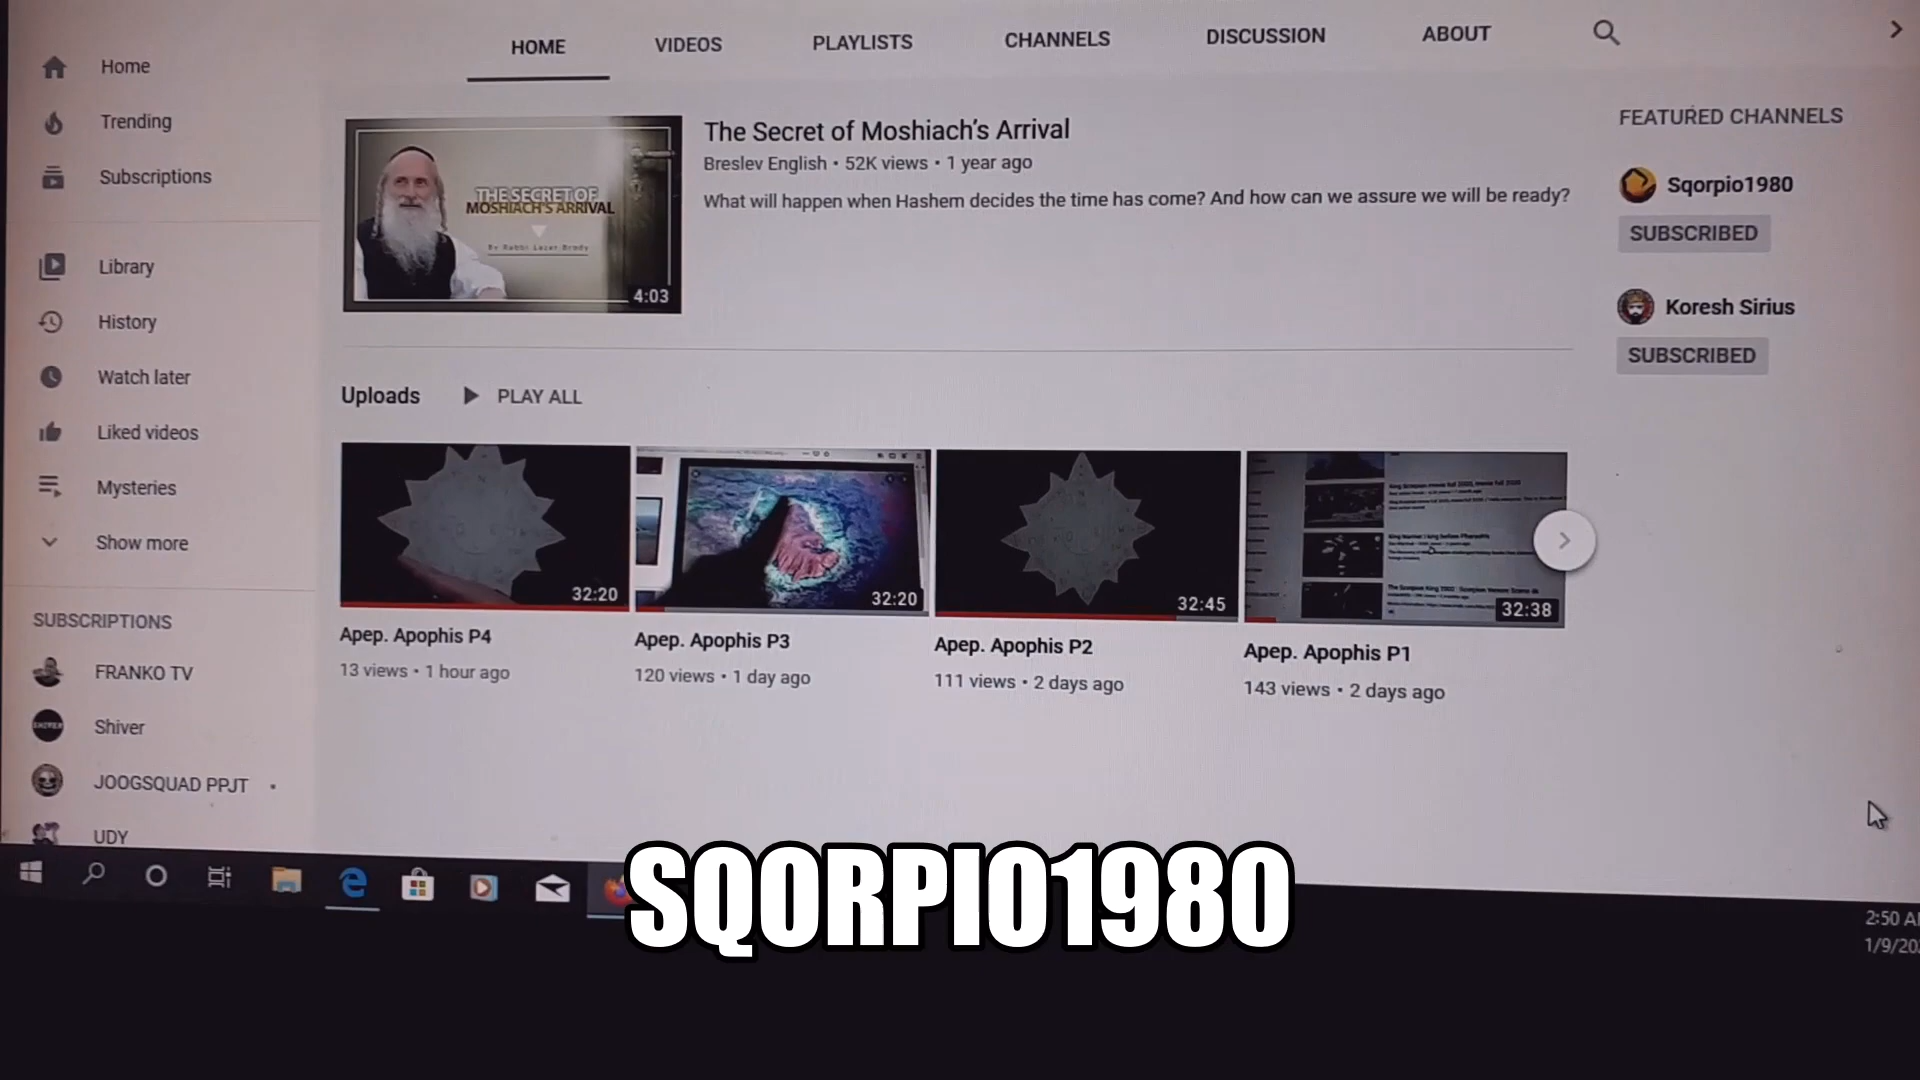 HOME VIDEOS PLAYLISTS CHANNELS DISCUSSION ABOUT
Home
Trending
Subscriptions
Library
History
Watch later
Liked videos
Mysteries
Show more
SUBSCRIPTIONS
FRANKO TV
Shiver
JOOGSQUAD PPJT
UDY
THE SECRET OF
MOSHIACH'S ARRIVAL
By Rabbi Lazer Brody
4:03
The Secret of Moshiach's Arrival
Breslev English • 52K views • 1 year ago
What will happen when Hashem decides the time has come? And how can we assure we will be ready?
FEATURED CHANNELS
Sqorpio1980
SUBSCRIBED
Koresh Sirius
SUBSCRIBED
Uploads PLAY ALL
32:20
Apep. Apophis P4
13 views • 1 hour ago
32:20
Apep. Apophis P3
120 views • 1 day ago
32:45
Apep. Apophis P2
111 views • 2 days ago
32:38
Apep. Apophis P1
143 views • 2 days ago
SQORPIO1980
2:50